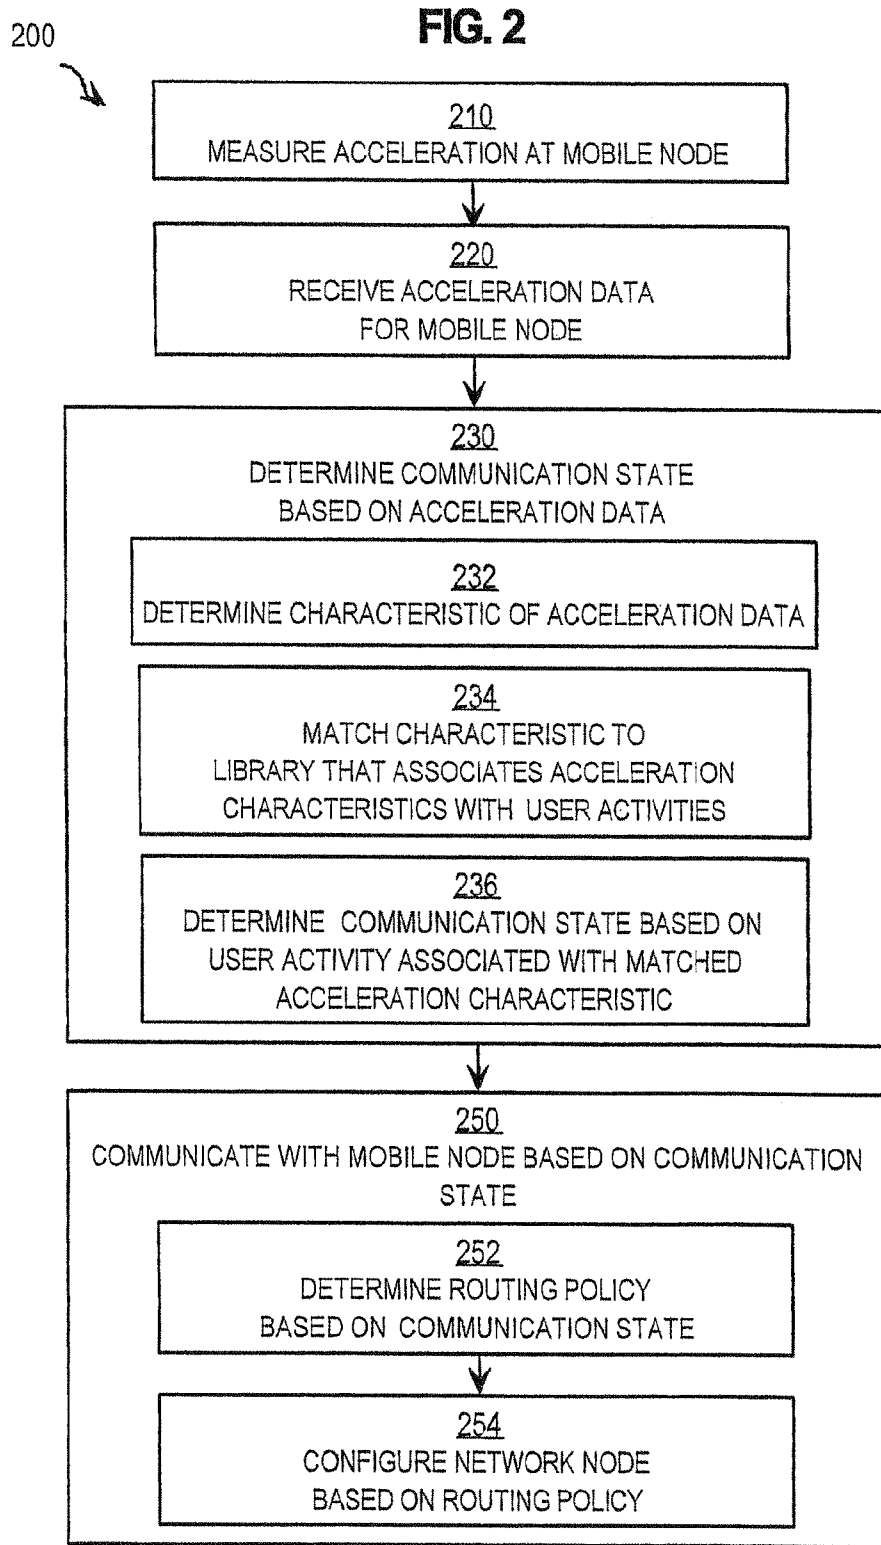 FIG. 2
200
210
MEASURE ACCELERATION AT MOBILE NODE
220
RECEIVE ACCELERATION DATA
FOR MOBILE NODE
230
DETERMINE COMMUNICATION STATE
BASED ON ACCELERATION DATA
232
DETERMINE CHARACTERISTIC OF ACCELERATION DATA
234
MATCH CHARACTERISTIC TO
LIBRARY THAT ASSOCIATES ACCELERATION
CHARACTERISTICS WITH USER ACTIVITIES
236
DETERMINE COMMUNICATION STATE BASED ON
USER ACTIVITY ASSOCIATED WITH MATCHED
ACCELERATION CHARACTERISTIC
250
COMMUNICATE WITH MOBILE NODE BASED ON COMMUNICATION
STATE
252
DETERMINE ROUTING POLICY
BASED ON COMMUNICATION STATE
254
CONFIGURE NETWORK NODE
BASED ON ROUTING POLICY